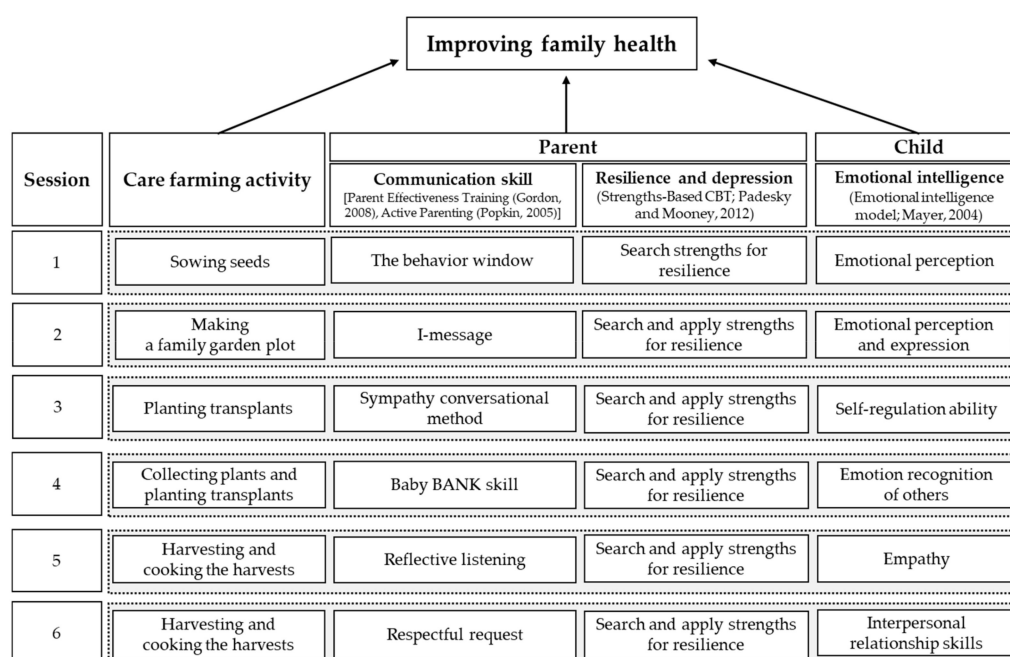 Improving family health
Session
Care farming activity
Parent
Child
Communication skill
[Parent Effectiveness Training (Gordon,
2008), Active Parenting (Popkin, 2005)]
Resilience and depression
(Strengths-Based CBT; Padesky
and Mooney, 2012)
Emotional intelligence
(Emotional intelligence
model; Mayer, 2004)
1
Sowing seeds
The behavior window
Search strengths for
resilience
Emotional perception
2
Making
a family garden plot
I-message
Search and apply strengths
for resilience
Emotional perception
and expression
3
Planting transplants
Sympathy conversational
method
Search and apply strengths
for resilience
Self-regulation ability
4
Collecting plants and
planting transplants
Baby BANK skill
Search and apply strengths
for resilience
Emotion recognition
of others
5
Harvesting and
cooking the harvests
Reflective listening
Search and apply strengths
for resilience
Empathy
6
Harvesting and
cooking the harvests
Respectful request
Search and apply strengths
for resilience
Interpersonal
relationship skills